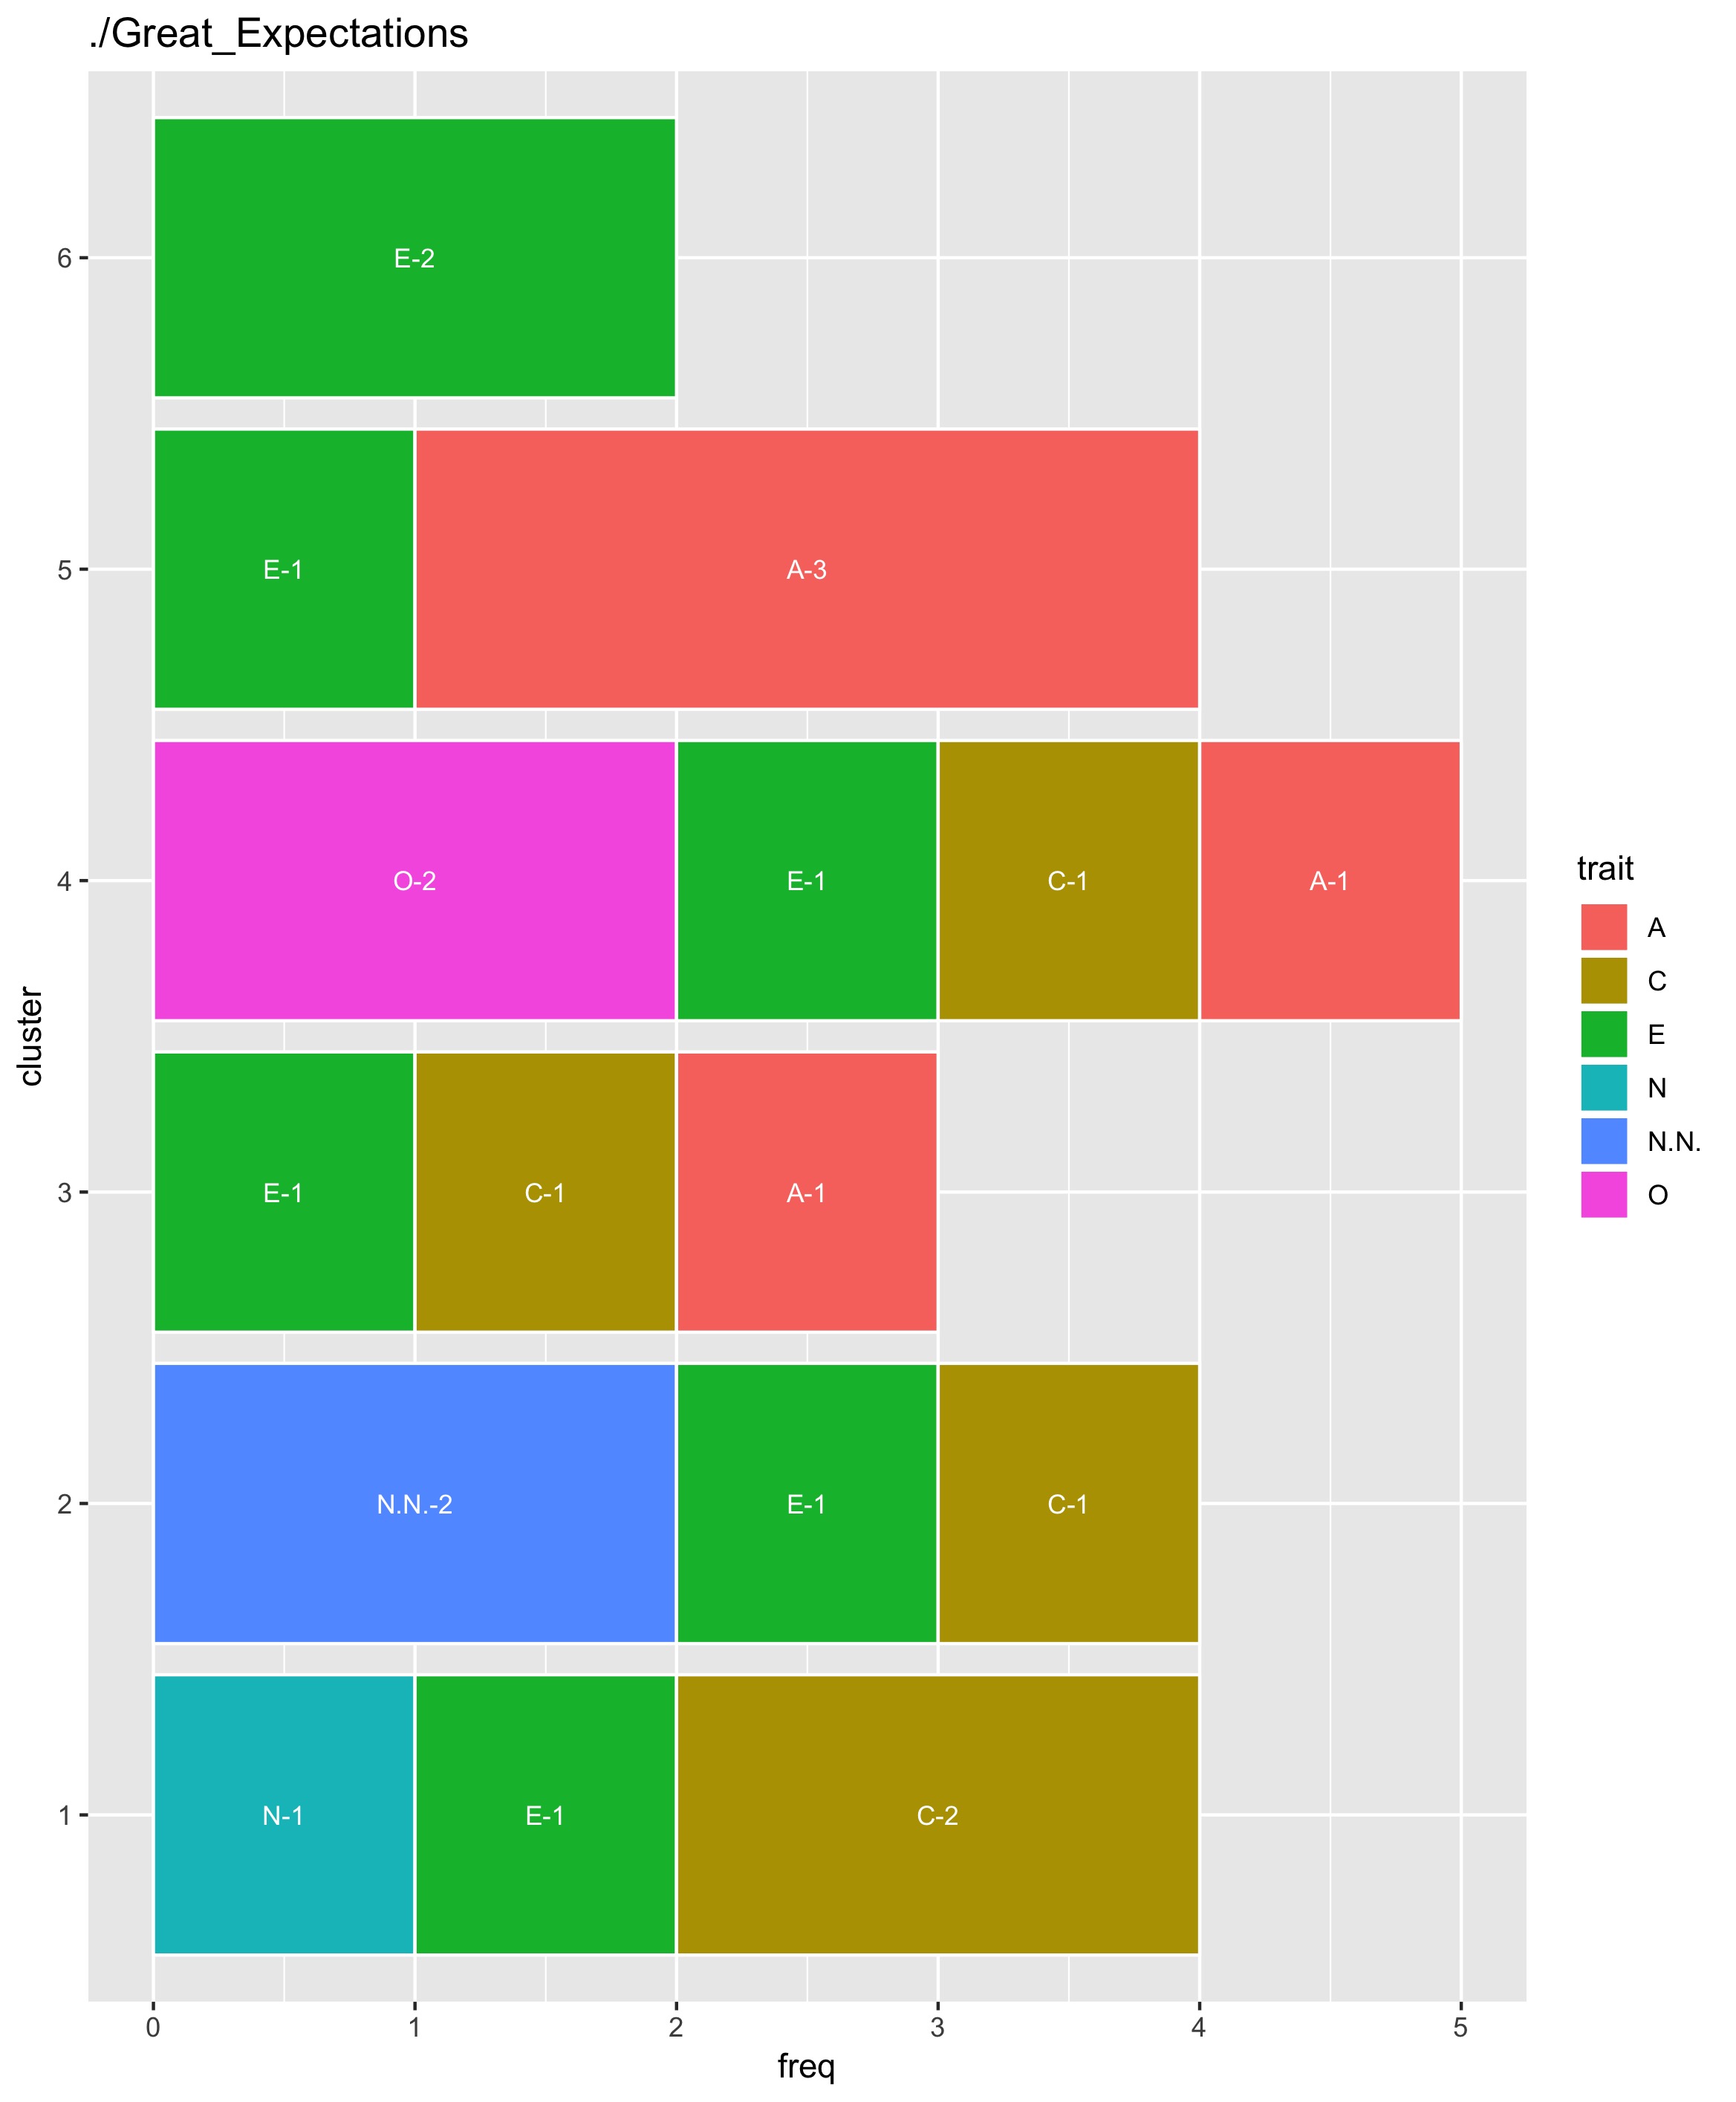 ./Great_Expectations
6
E-2
5
E-1 A-3
4
O-2 E-1 C-1 A-1
3
E-1 C-1 A-1
2
N.N.-2 E-1 C-1
1
N-1 E-1 C-2
0 1 2 3 4 5
freq
cluster
trait
A
C
E
N
N.N.
O